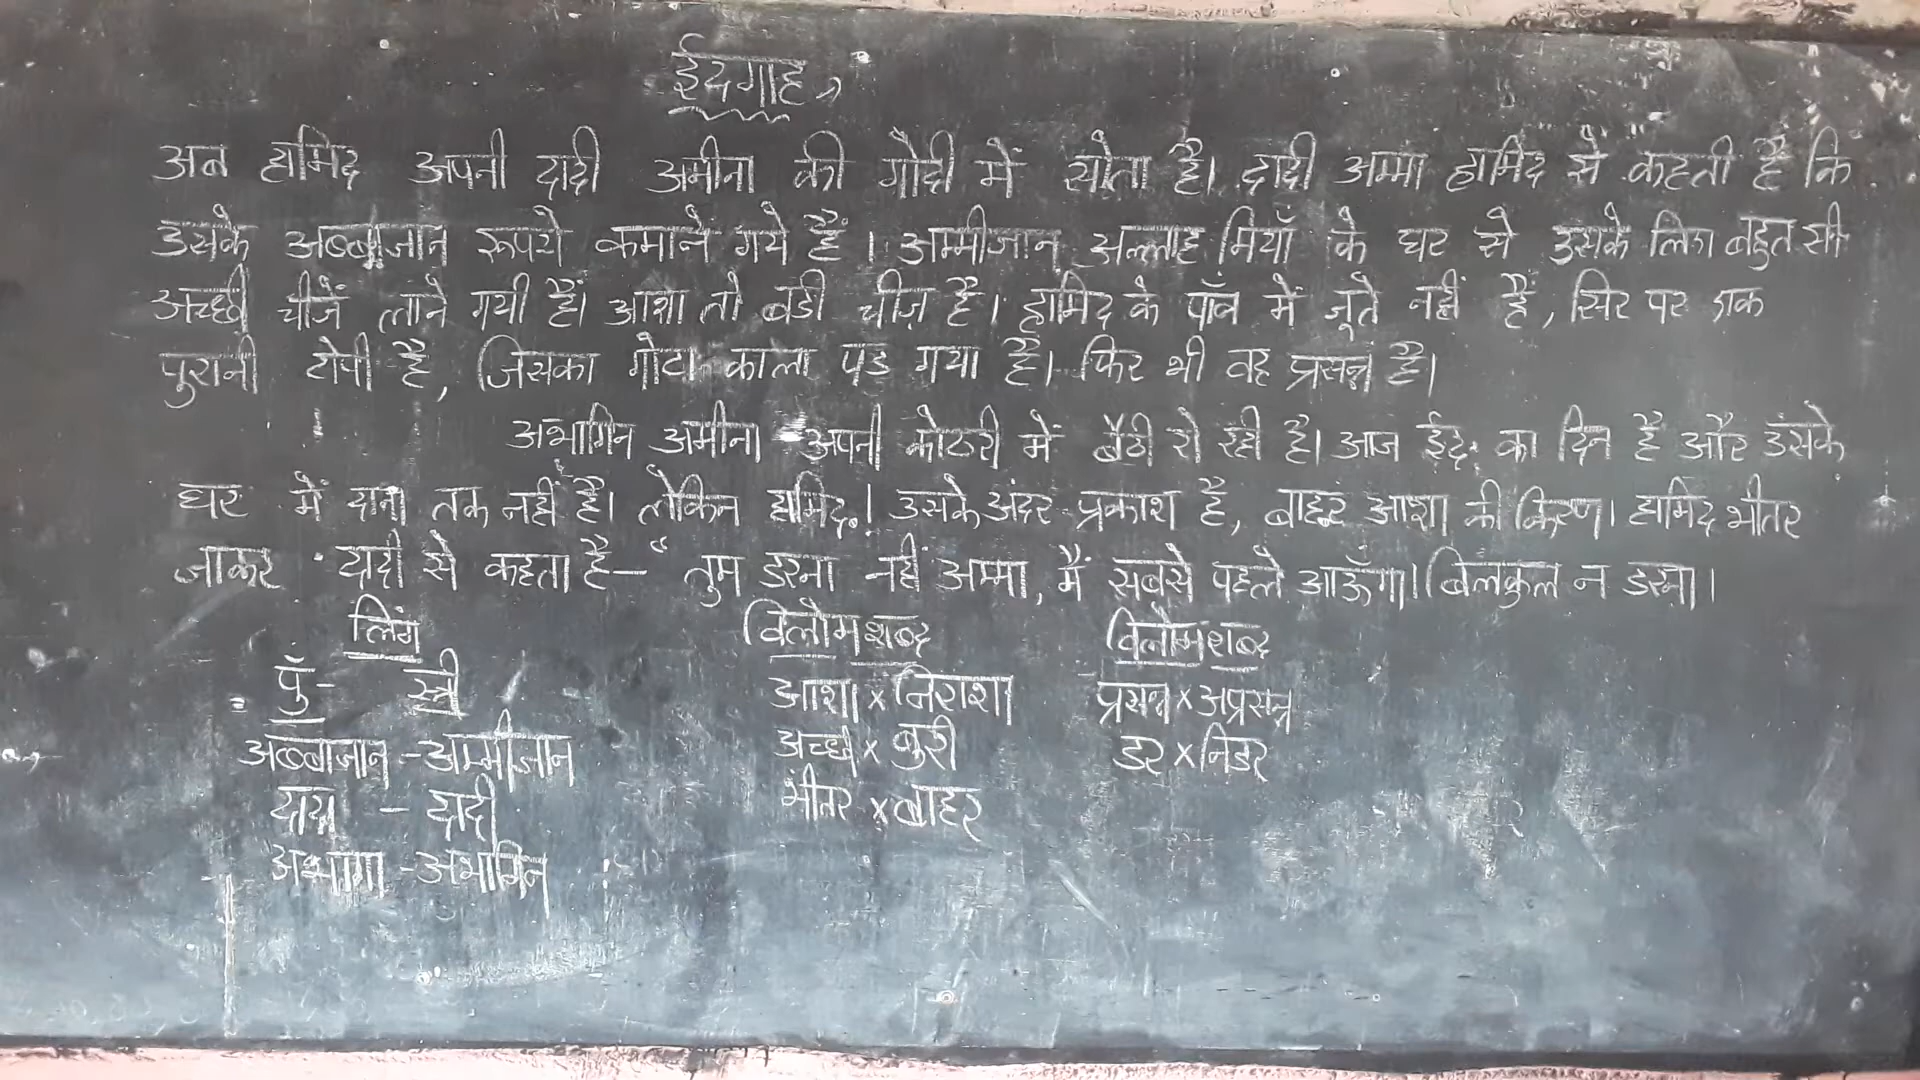 ईदगाह
अब हामिद अपनी दादी अमीना की गोदी में सोता है। दादी अम्मा हामिद से कहती है कि
उसके अब्बाजान रूपये कमाने गये हैं। अम्मीजान अल्लाह मियाँ के घर से उसके लिए बहुत सी
अच्छी चीजें लाने गयी हैं। आशा तो बडी चीज़ है। हामिद के पाँव में जूते नहीं हैं, सिर पर एक
पुरानी टोपी है, जिसका गोटा काला पड गया है। फिर भी वह प्रसन्न है।
अभागिन अमीना अपनी कोठरी में बैठी रो रही है। आज ईद का दिन है और उसके
घर में दाना तक नहीं है। लेकिन हामिद! उसके अंदर प्रकाश है, बाहर आशा की किरण। हामिद भीतर
जाकर दादी से कहता है- "तुम डरना नहीं अम्मा, मैं सबसे पहले आऊँगा। बिलकुल न डरना।
लिंग विलोम शब्द विलोम शब्द
पुँ- स्त्री आशा x निराशा प्रसन्न x अप्रसन्न
अब्बाजान - अम्मीजान अच्छी x बुरी डर x निडर
दादा - दादी भीतर x बाहर
अभागा - अभागिन